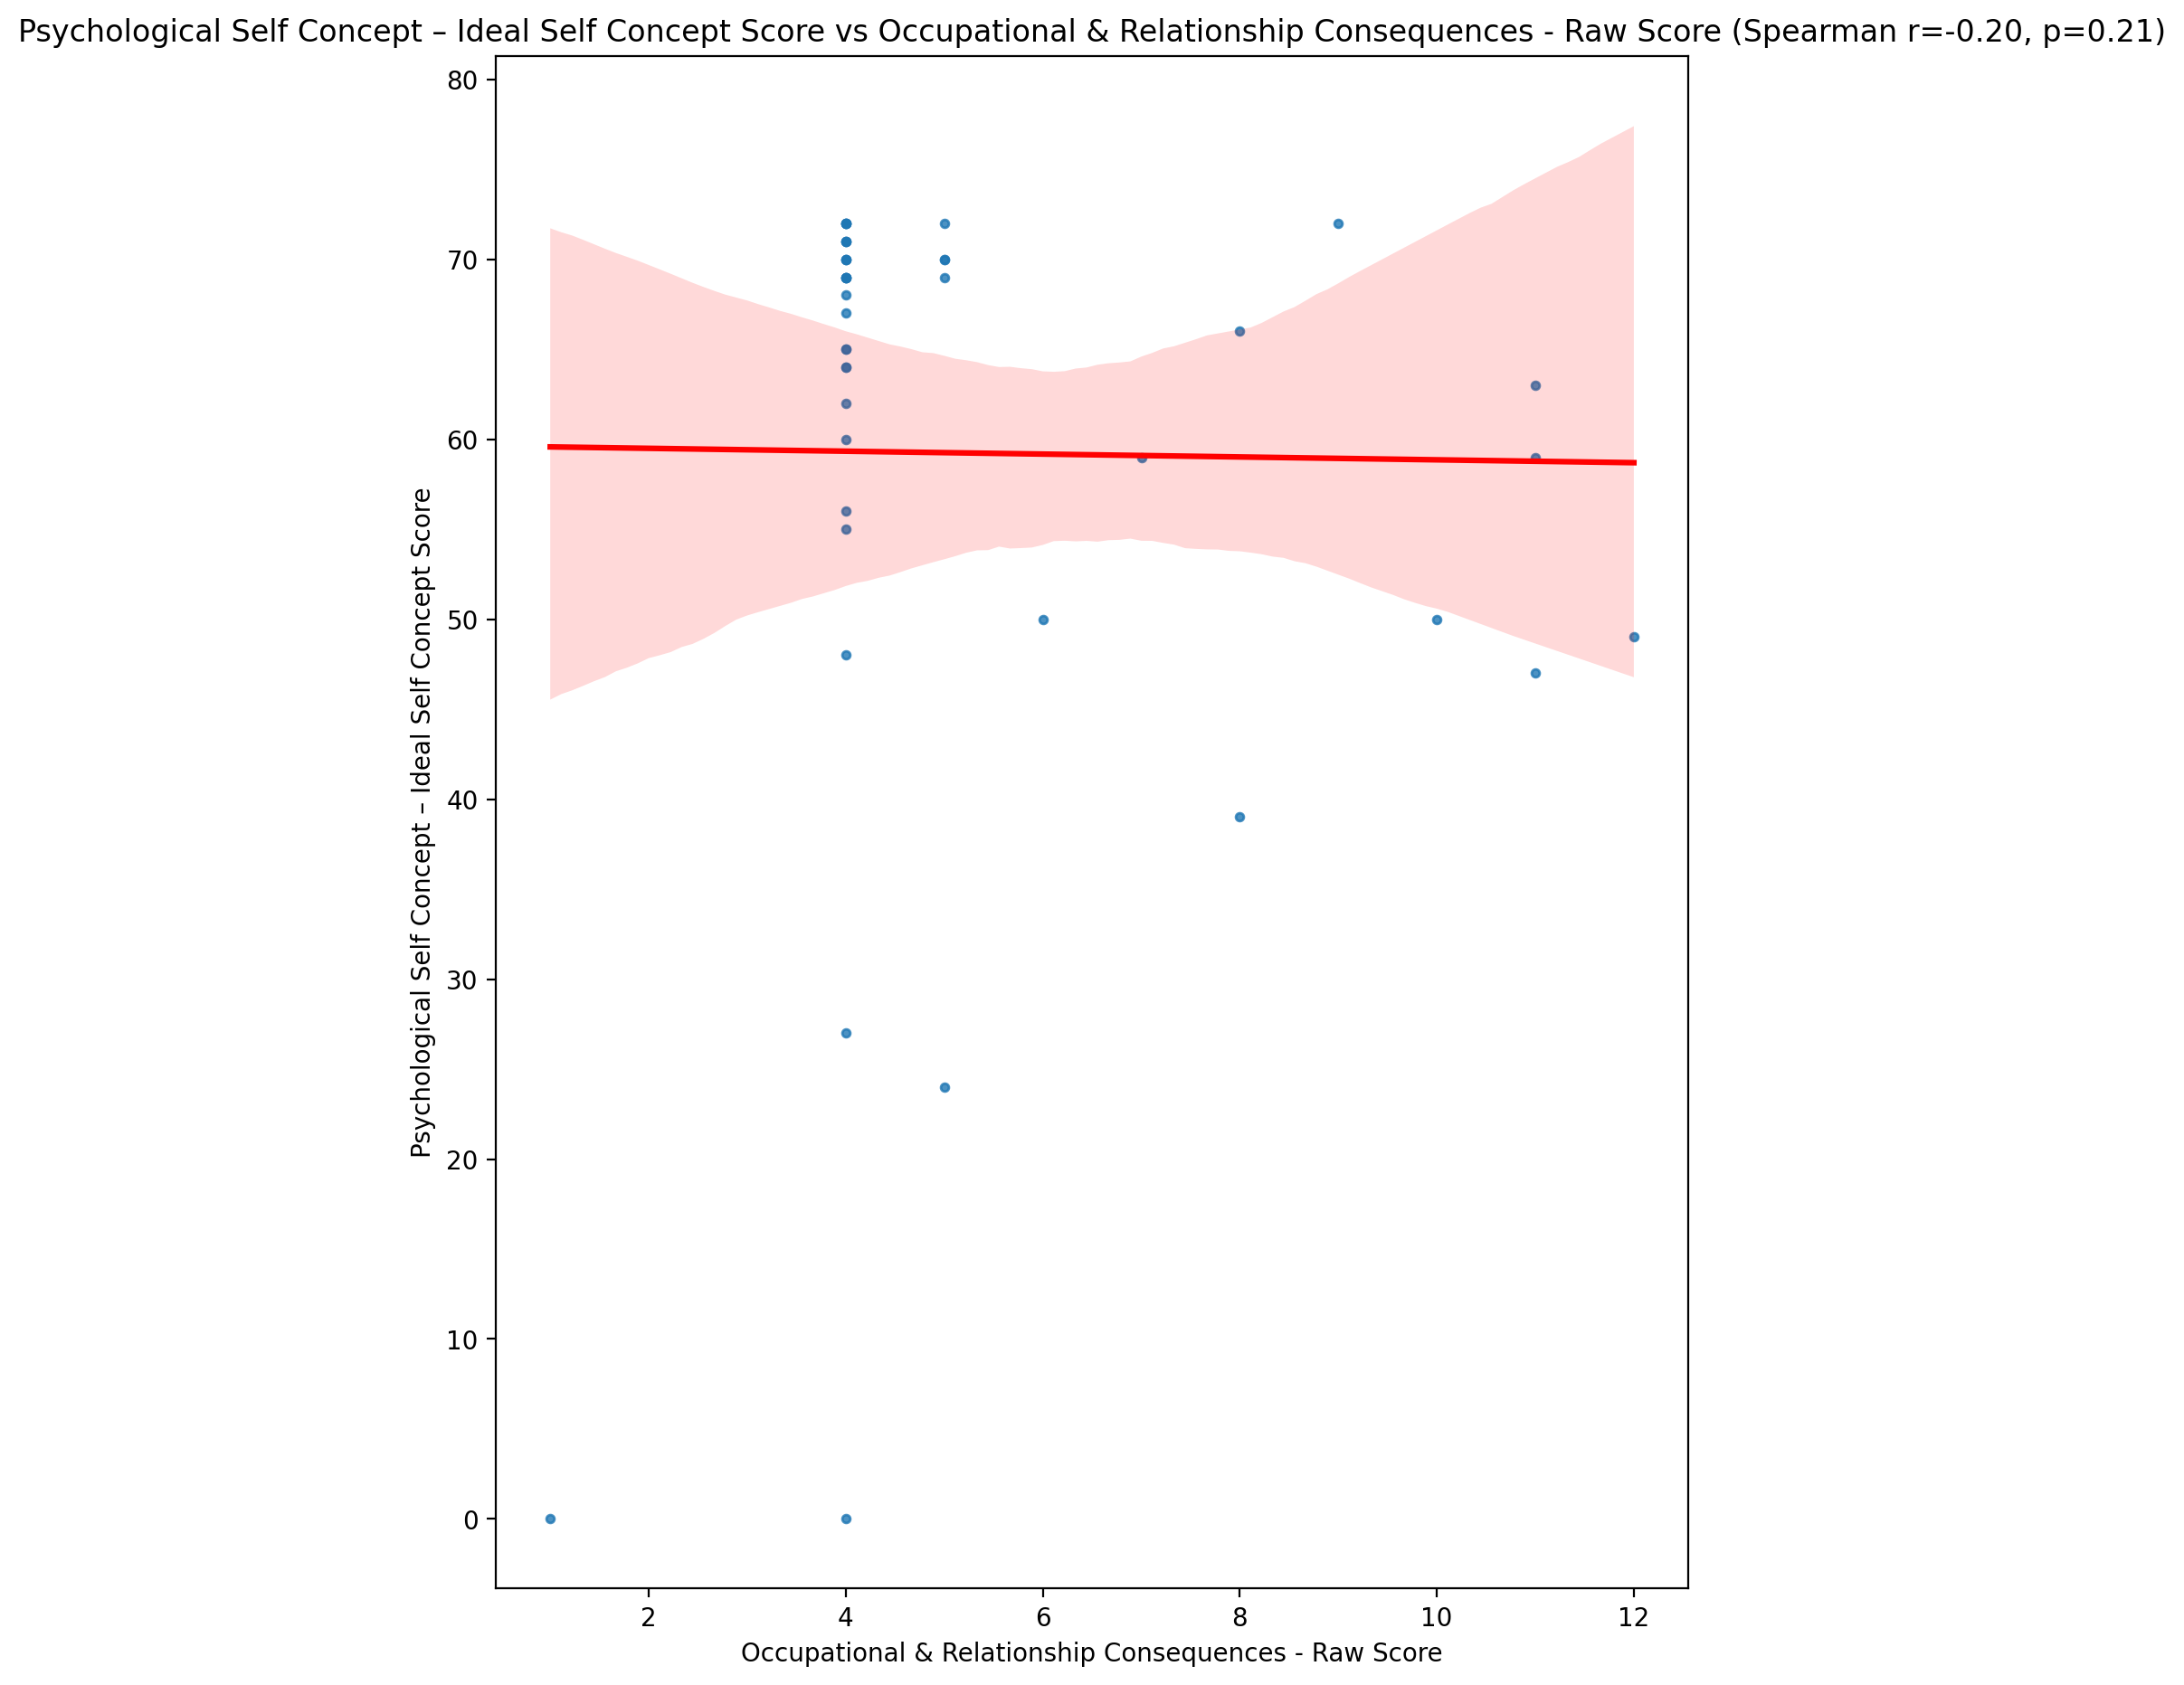 Psychological Self Concept – Ideal Self Concept Score vs Occupational & Relationship Consequences - Raw Score (Spearman r=-0.20, p=0.21)
Psychological Self Concept – Ideal Self Concept Score
80
70
60
50
40
30
20
10
0
2 4 6 8 10 12
Occupational & Relationship Consequences - Raw Score